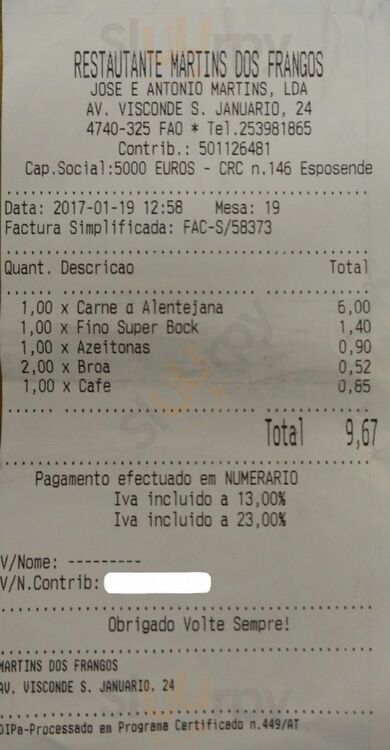 RESTAUTANTE MARTINS DOS FRANGOS
JOSE E ANTONIO MARTINS, LDA
AV. VISCONDE S. JANUARIO, 24
4740-325 FAO * Tel.253981865
Contrib.: 501126481
Cap.Social:5000 EUROS - CRC n.146 Esposende
Data: 2017-01-19 12:58 Mesa: 19
Factura Simplificada: FAC-S/58373
Quant. Descricao Total
1,00 x Carne a Alentejana 6,00
1,00 x Fino Super Bock 1,40
1,00 x Azeitonas 0,90
2,00 x Broa 0,52
1,00 x Cafe 0,85
Total 9,67
Pagamento efectuado em NUMERARIO
Iva incluido a 13,00%
Iva incluido a 23,00%
V/Nome: ---------
V/N.Contrib:
Obrigado Volte Sempre!
MARTINS DOS FRANGOS
AV. VISCONDE S. JANUARIO, 24
OIPa-Processado em Programa Certificado n.449/AT
Sluurpy